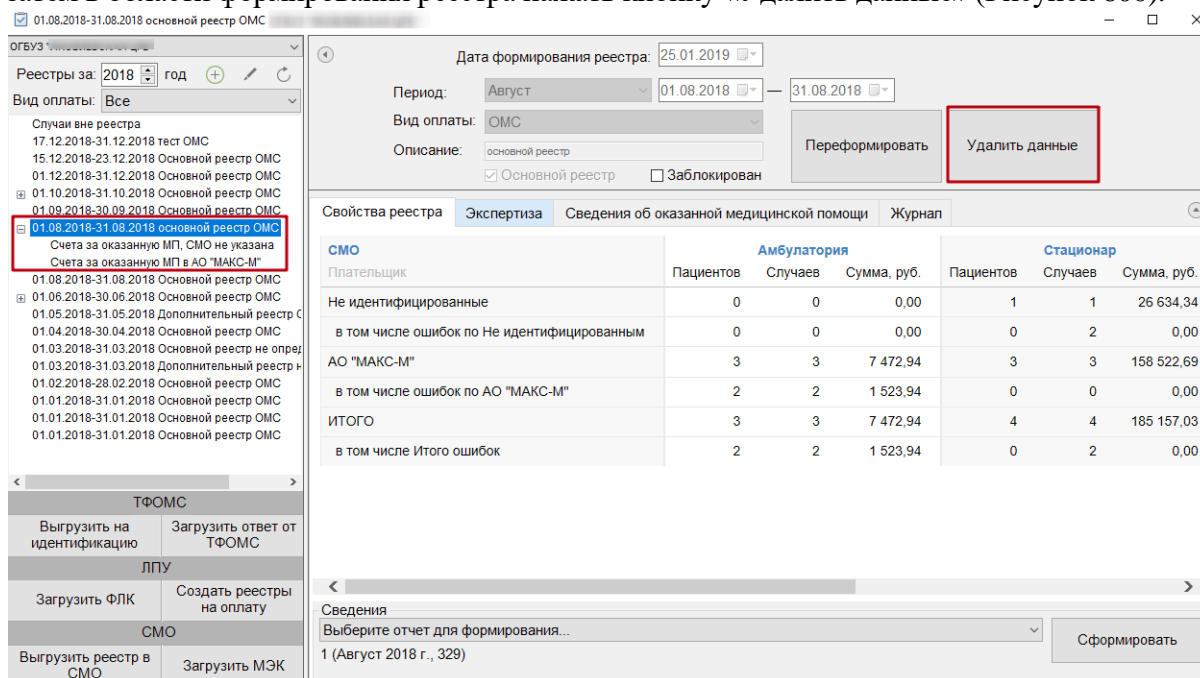 затем в области формирования реестра нажать кнопку «Удалить данные» (Рисунок
01.08.2018-31.08.2018 основной реестр ОМС
ОГБУЗ
Реестры за: 2018 год
Вид оплаты: Все
Случаи вне реестра
17.12.2018-31.12.2018 тест ОМС
15.12.2018-23.12.2018 Основной реестр ОМС
01.12.2018-31.12.2018 Основной реестр ОМС
01.10.2018-31.10.2018 Основной реестр ОМС
01.09.2018-30.09.2018 Основной реестр ОМС
01.08.2018-31.08.2018 основной реестр ОМС
Счета за оказанную МП, СМО не указана
Счета за оказанную МП в АО "МАКС-М"
01.08.2018-31.08.2018 Основной реестр ОМС
01.06.2018-30.06.2018 Основной реестр ОМС
01.05.2018-31.05.2018 Дополнительный реестр
01.04.2018-30.04.2018 Основной реестр ОМС
01.03.2018-31.03.2018 Основной реестр не опред
01.03.2018-31.03.2018 Дополнительный реестр н
01.02.2018-28.02.2018 Основной реестр ОМС
01.01.2018-31.01.2018 Основной реестр ОМС
01.01.2018-31.01.2018 Основной реестр ОМС
01.01.2018-31.01.2018 Основной реестр ОМС
ТФОМС
Выгрузить на идентификацию
Загрузить ответ от ТФОМС
ЛПУ
Загрузить ФЛК
Создать реестры на оплату
СМО
Выгрузить реестр в СМО
Загрузить МЭК
Дата формирования реестра: 25.01.2019
Период: Август 01.08.2018 — 31.08.2018
Вид оплаты: ОМС
Описание: основной реестр
Основной реестр Заблокирован
Переформировать
Удалить данные
Свойства реестра Экспертиза Сведения об оказанной медицинской помощи Журнал
СМО Амбулатория Стационар
Плательщик Пациентов Случаев Сумма, руб. Пациентов Случаев Сумма, руб.
Не идентифицированные 0 0 0,00 1 1 26 634,34
в том числе ошибок по Не идентифицированным 0 0 0,00 0 2 0,00
АО "МАКС-М" 3 3 7 472,94 3 3 158 522,69
в том числе ошибок по АО "МАКС-М" 2 2 1 523,94 0 0 0,00
ИТОГО 3 3 7 472,94 4 4 185 157,03
в том числе Итого ошибок 2 2 1 523,94 0 2 0,00
Сведения
Выберите отчет для формирования...
Сформировать
1 (Август 2018 г., 329)